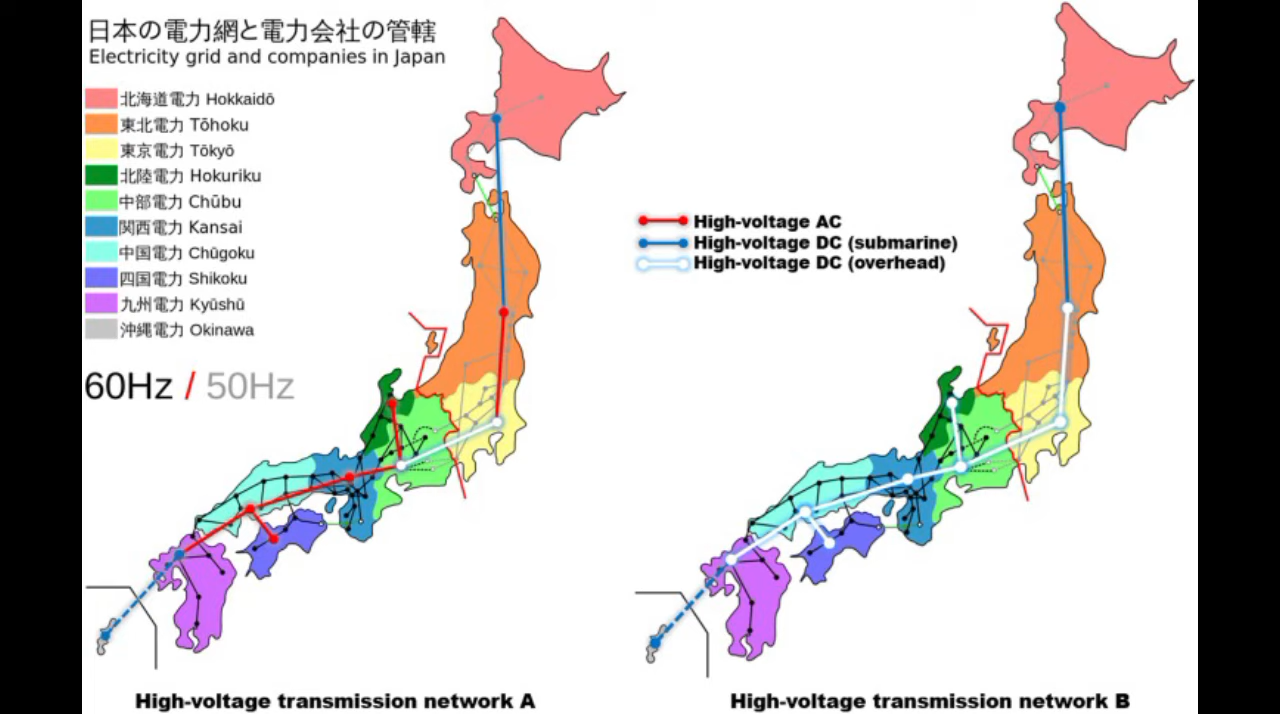 日本の電力網と電力会社の管轄
Electricity grid and companies in Japan
北海道電力 Hokkaidō
東北電力 Tōhoku
東京電力 Tōkyō
北陸電力 Hokuriku
中部電力 Chūbu
関西電力 Kansai
中国電力 Chūgoku
四国電力 Shikoku
九州電力 Kyūshū
沖縄電力 Okinawa
60Hz / 50Hz
High-voltage AC
High-voltage DC (submarine)
High-voltage DC (overhead)
High-voltage transmission network A
High-voltage transmission network B